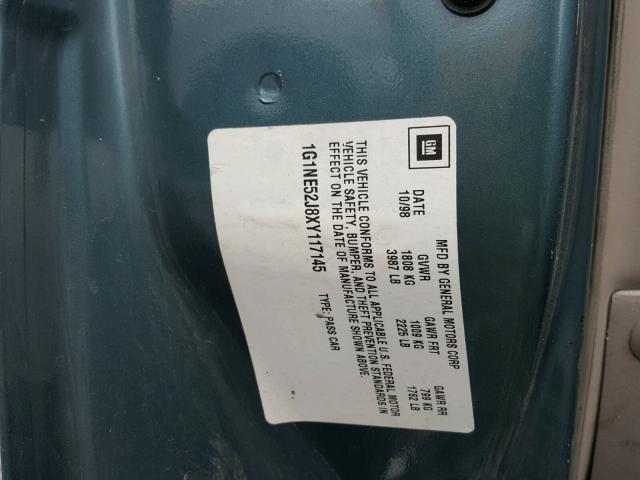 GM
MFD BY GENERAL MOTORS CORP
DATE GVWR GAWR FRT GAWR RR
10/98 1808 KG 1009 KG 799 KG
3987 LB 2225 LB 1762 LB
THIS VEHICLE CONFORMS TO ALL APPLICABLE U.S. FEDERAL MOTOR
VEHICLE SAFETY, BUMPER, AND THEFT PREVENTION STANDARDS IN
EFFECT ON THE DATE OF MANUFACTURE SHOWN ABOVE.
1G1NE52J8XY117145 TYPE: PASS CAR